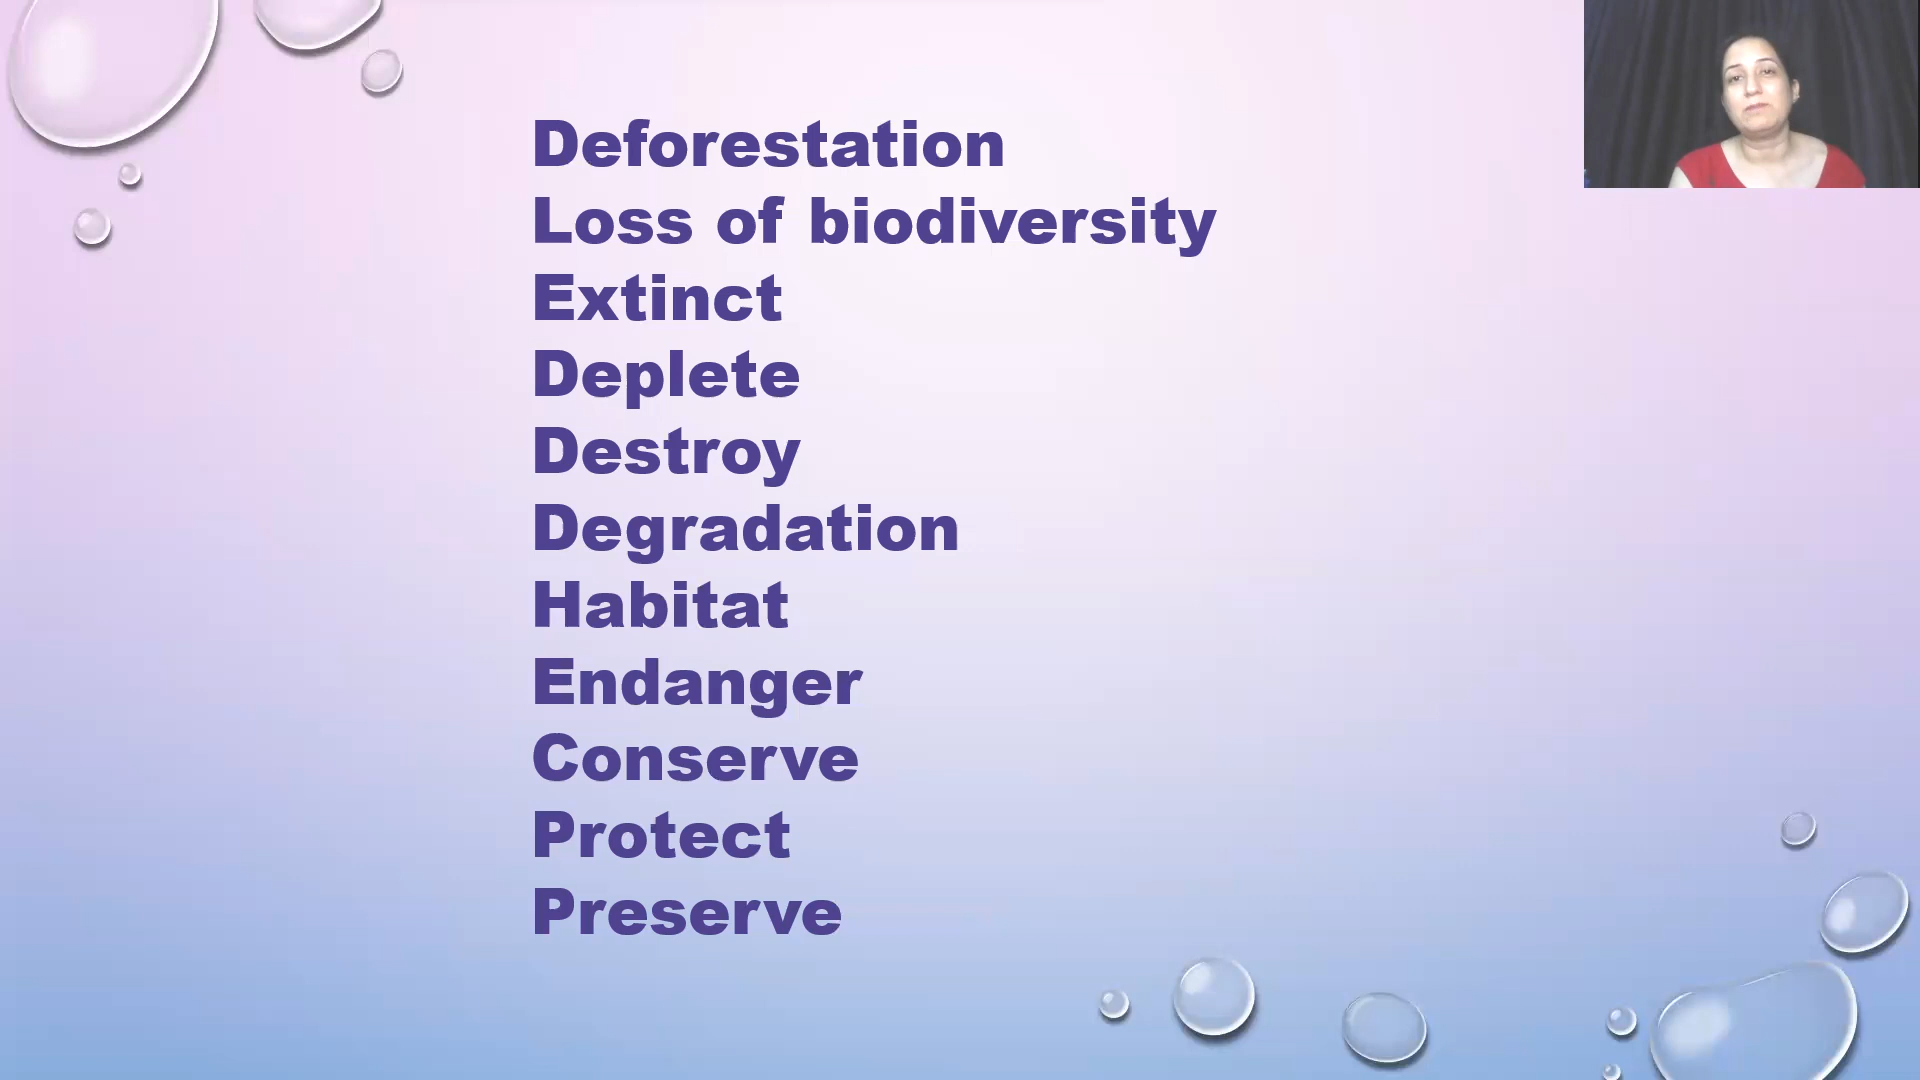 Deforestation
Loss of biodiversity
Extinct
Deplete
Destroy
Degradation
Habitat
Endanger
Conserve
Protect
Preserve